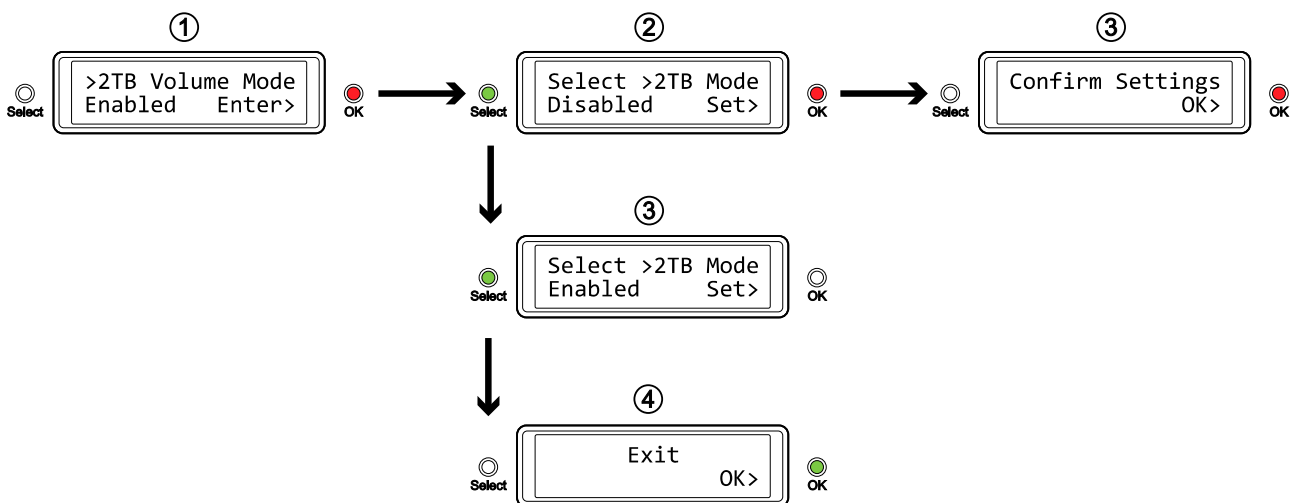 ①
>2TB Volume Mode
Enabled Enter>
Select
OK
②
Select >2TB Mode
Disabled Set>
Select
OK
③
Confirm Settings
OK>
Select
OK
③
Select >2TB Mode
Enabled Set>
Select
OK
④
Exit
OK>
Select
OK